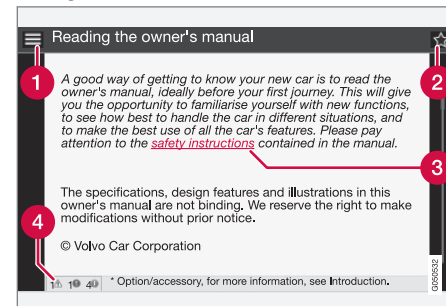 Reading the owner's manual
1
2
A good way of getting to know your new car is to read the
owner's manual, ideally before your first journey. This will give
you the opportunity to familiarise yourself with new functions,
to see how best to handle the car in different situations, and
to make the best use of all the car's features. Please pay
attention to the safety instructions contained in the manual.
3
The specifications, design features and illustrations in this
owner's manual are not binding. We reserve the right to make
modifications without prior notice.
4
© Volvo Car Corporation
1 1 4 * Option/accessory, for more information, see Introduction.
G050532